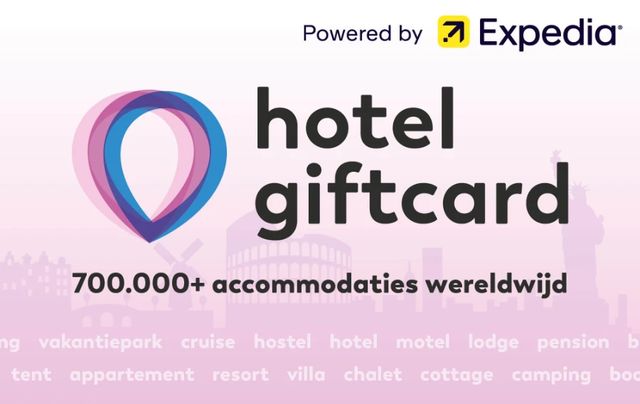 Powered by Expedia®
hotel
giftcard
700.000+ accommodaties wereldwijd
vakantiepark cruise hostel hotel motel lodge pension
tent appartement resort villa chalet cottage camping